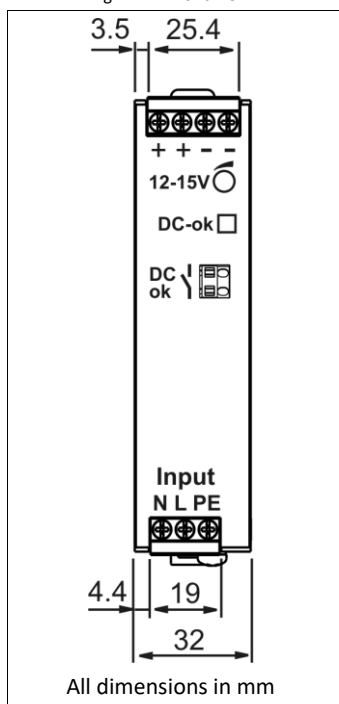 3.5 25.4
+ + - -
12-15V
DC-ok
DC
ok
Input
N L PE
4.4 19
32
All dimensions in mm